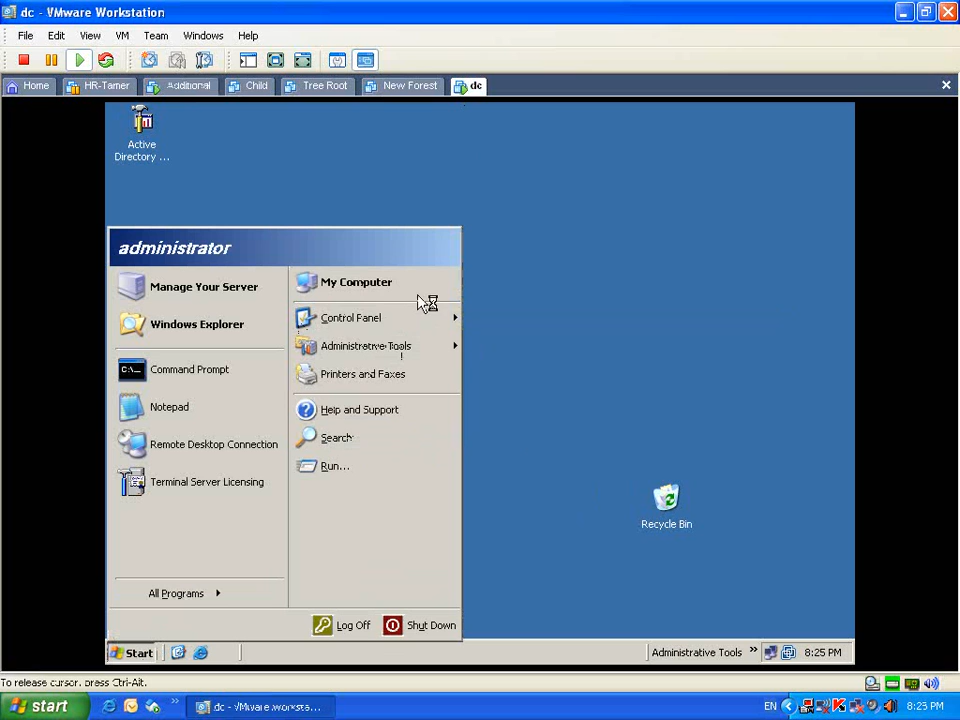 dc - VMware Workstation
File Edit View VM Team Windows Help
Home HR-Tamer Additional Child Tree Root New Forest dc
Active
Directory ...
administrator
Manage Your Server
Windows Explorer
Command Prompt
Notepad
Remote Desktop Connection
Terminal Server Licensing
All Programs
My Computer
Control Panel
Administrative Tools
Printers and Faxes
Help and Support
Search
Run...
Log Off Shut Down
Recycle Bin
Start
Administrative Tools » 8:25 PM
To release cursor, press Ctrl-Alt.
start
dc - VMware Worksta...
EN
8:25 PM